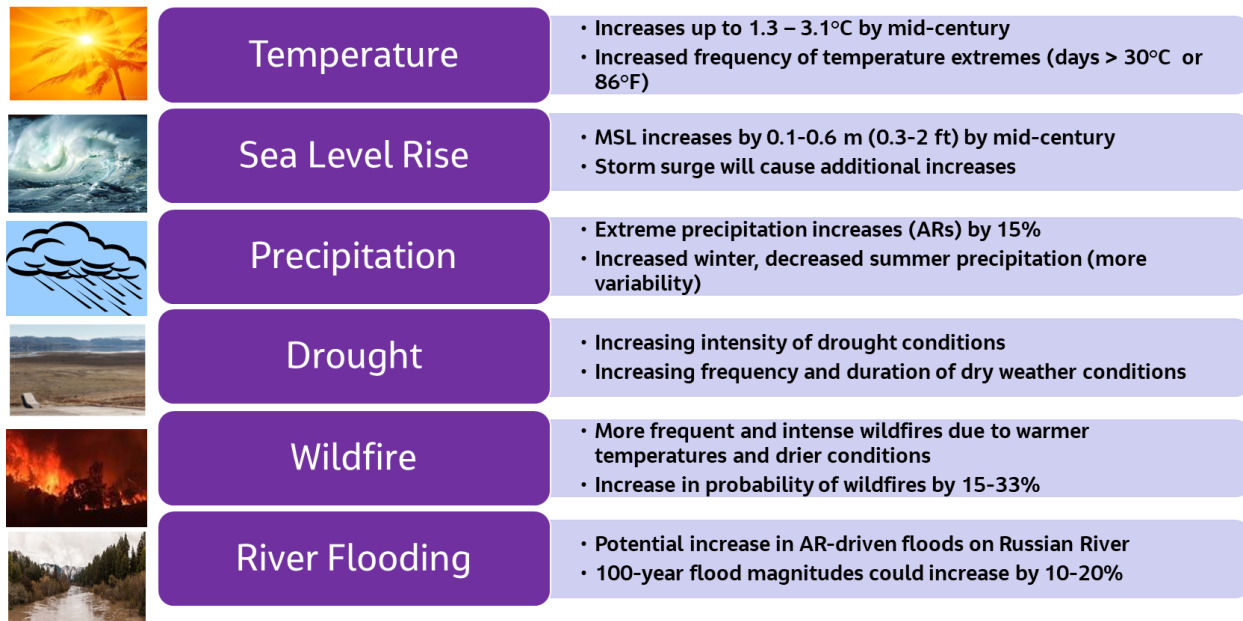 Temperature
• Increases up to 1.3 – 3.1°C by mid-century
• Increased frequency of temperature extremes (days > 30°C  or
86°F)
Sea Level Rise
• MSL increases by 0.1-0.6 m (0.3-2 ft) by mid-century
• Storm surge will cause additional increases
Precipitation
• Extreme precipitation increases (ARs) by 15%
• Increased winter, decreased summer precipitation (more
variability)
Drought
• Increasing intensity of drought conditions
• Increasing frequency and duration of dry weather conditions
Wildfire
• More frequent and intense wildfires due to warmer
temperatures and drier conditions
• Increase in probability of wildfires by 15-33%
River Flooding
• Potential increase in AR-driven floods on Russian River
• 100-year flood magnitudes could increase by 10-20%